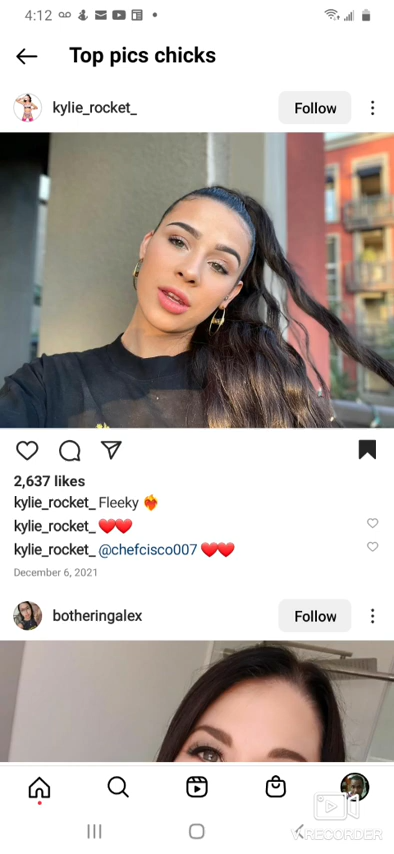 4:12
Top pics chicks
kylie_rocket_
Follow
2,637 likes
kylie_rocket_ Fleeky ❤️‍🔥
kylie_rocket_ ❤️❤️
kylie_rocket_ @chefcisco007 ❤️❤️
December 6, 2021
botheringalex
Follow
V RECORDER